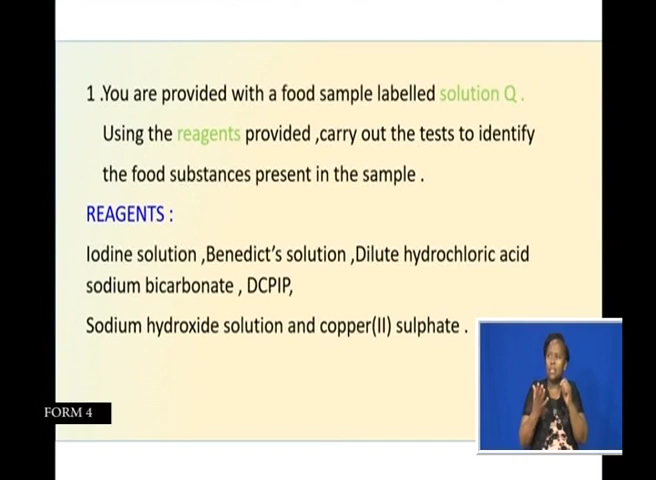 1 .You are provided with a food sample labelled solution Q .
Using the reagents provided ,carry out the tests to identify
the food substances present in the sample .
REAGENTS :
Iodine solution ,Benedict’s solution ,Dilute hydrochloric acid
sodium bicarbonate , DCPIP,
Sodium hydroxide solution and copper(II) sulphate .
FORM 4